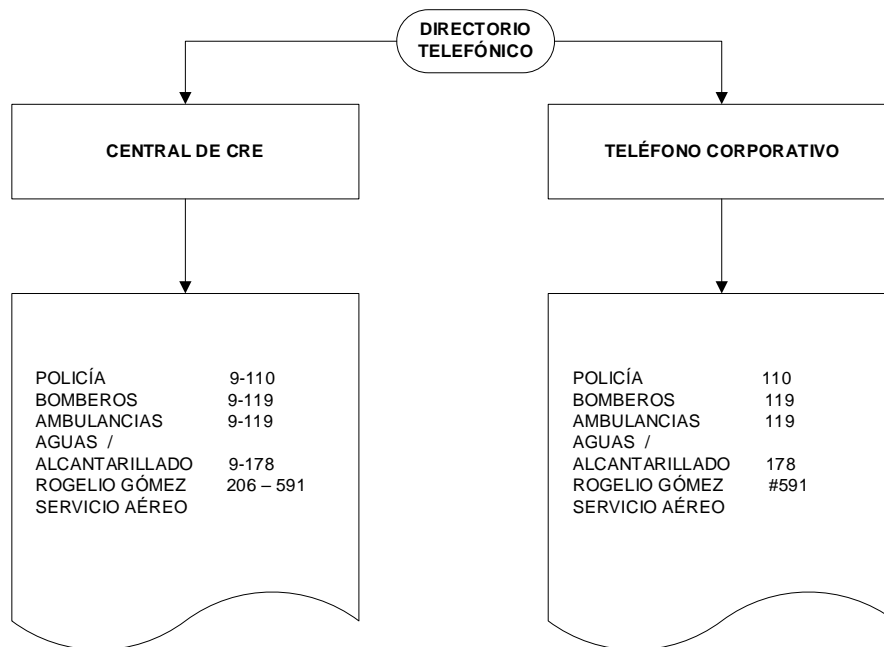 DIRECTORIO
TELEFÓNICO
CENTRAL DE CRE
TELÉFONO CORPORATIVO
POLICÍA 9-110
BOMBEROS 9-119
AMBULANCIAS 9-119
AGUAS /
ALCANTARILLADO 9-178
ROGELIO GÓMEZ 206 – 591
SERVICIO AÉREO
POLICÍA 110
BOMBEROS 119
AMBULANCIAS 119
AGUAS /
ALCANTARILLADO 178
ROGELIO GÓMEZ #591
SERVICIO AÉREO